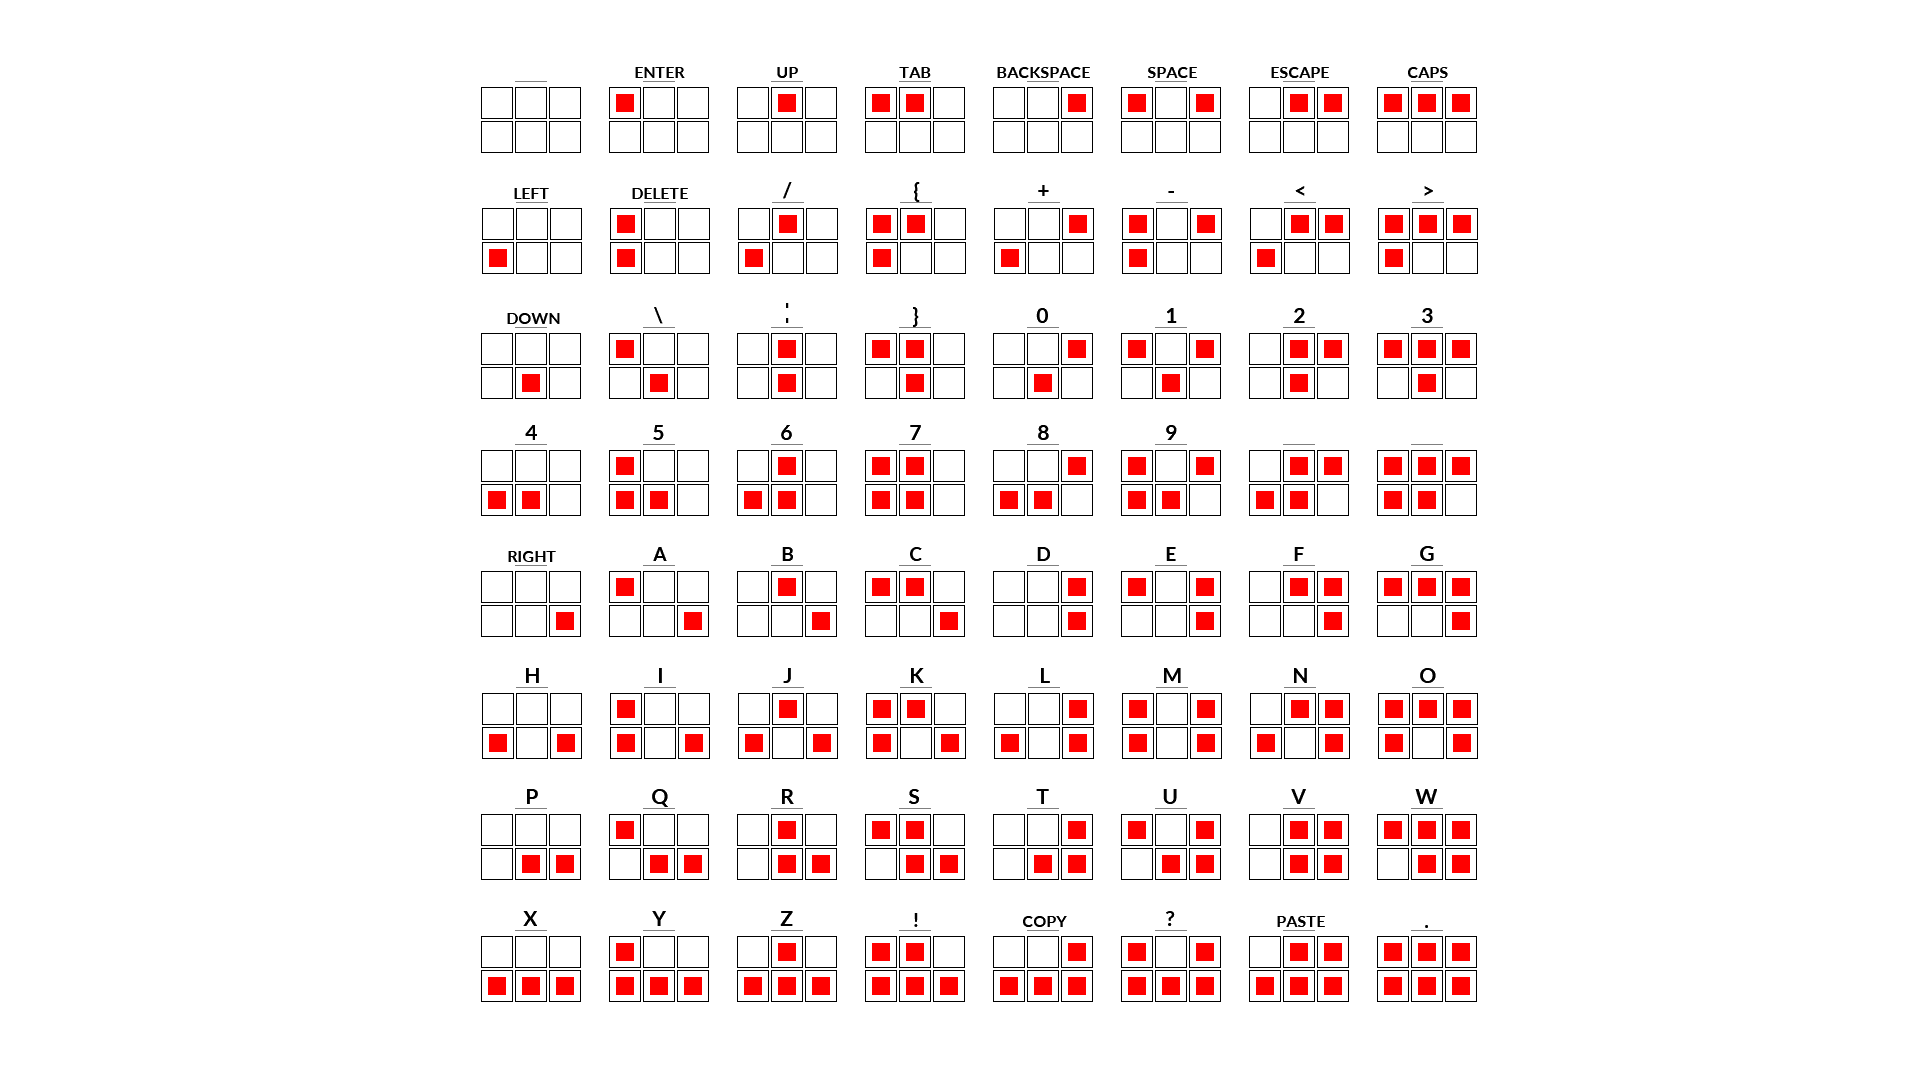 ENTER UP TAB BACKSPACE SPACE ESCAPE CAPS
LEFT DELETE / { + - < >
DOWN \ ¦ } 0 1 2 3
4 5 6 7 8 9
RIGHT A B C D E F G
H I J K L M N O
P Q R S T U V W
X Y Z ! COPY ? PASTE .